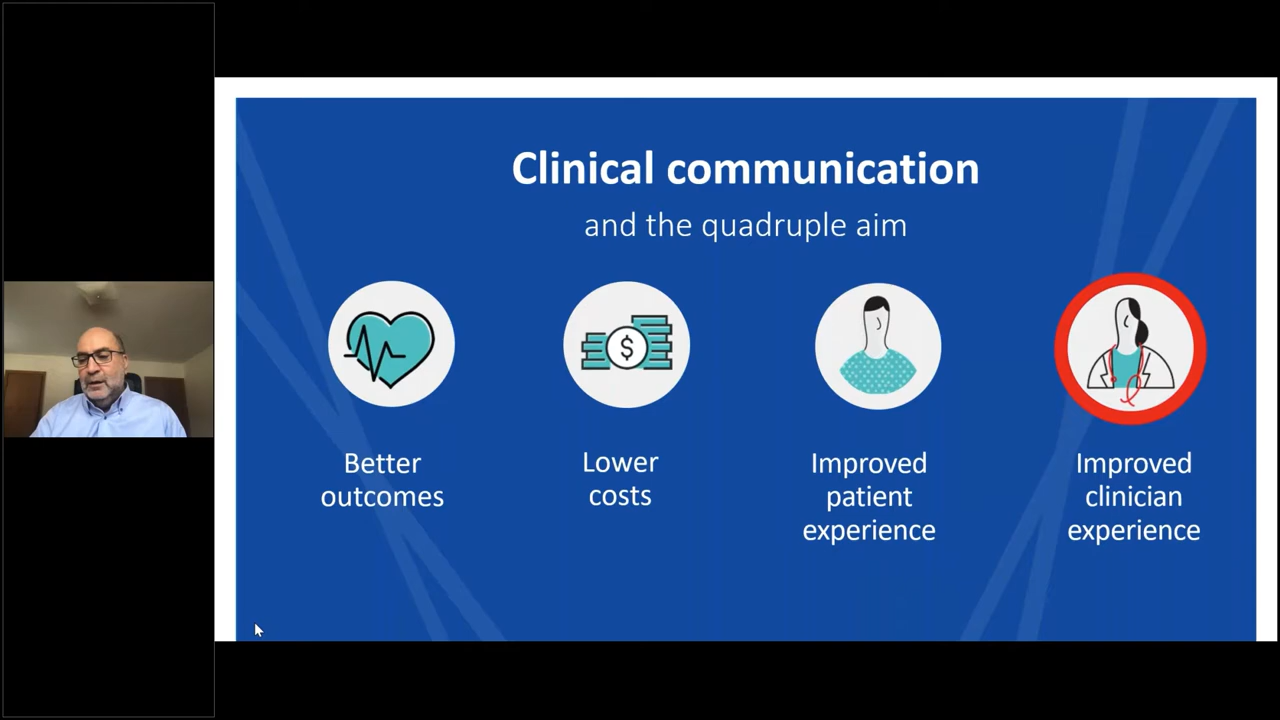 Clinical communication
and the quadruple aim
$
Better
outcomes
Lower
costs
Improved
patient
experience
Improved
clinician
experience